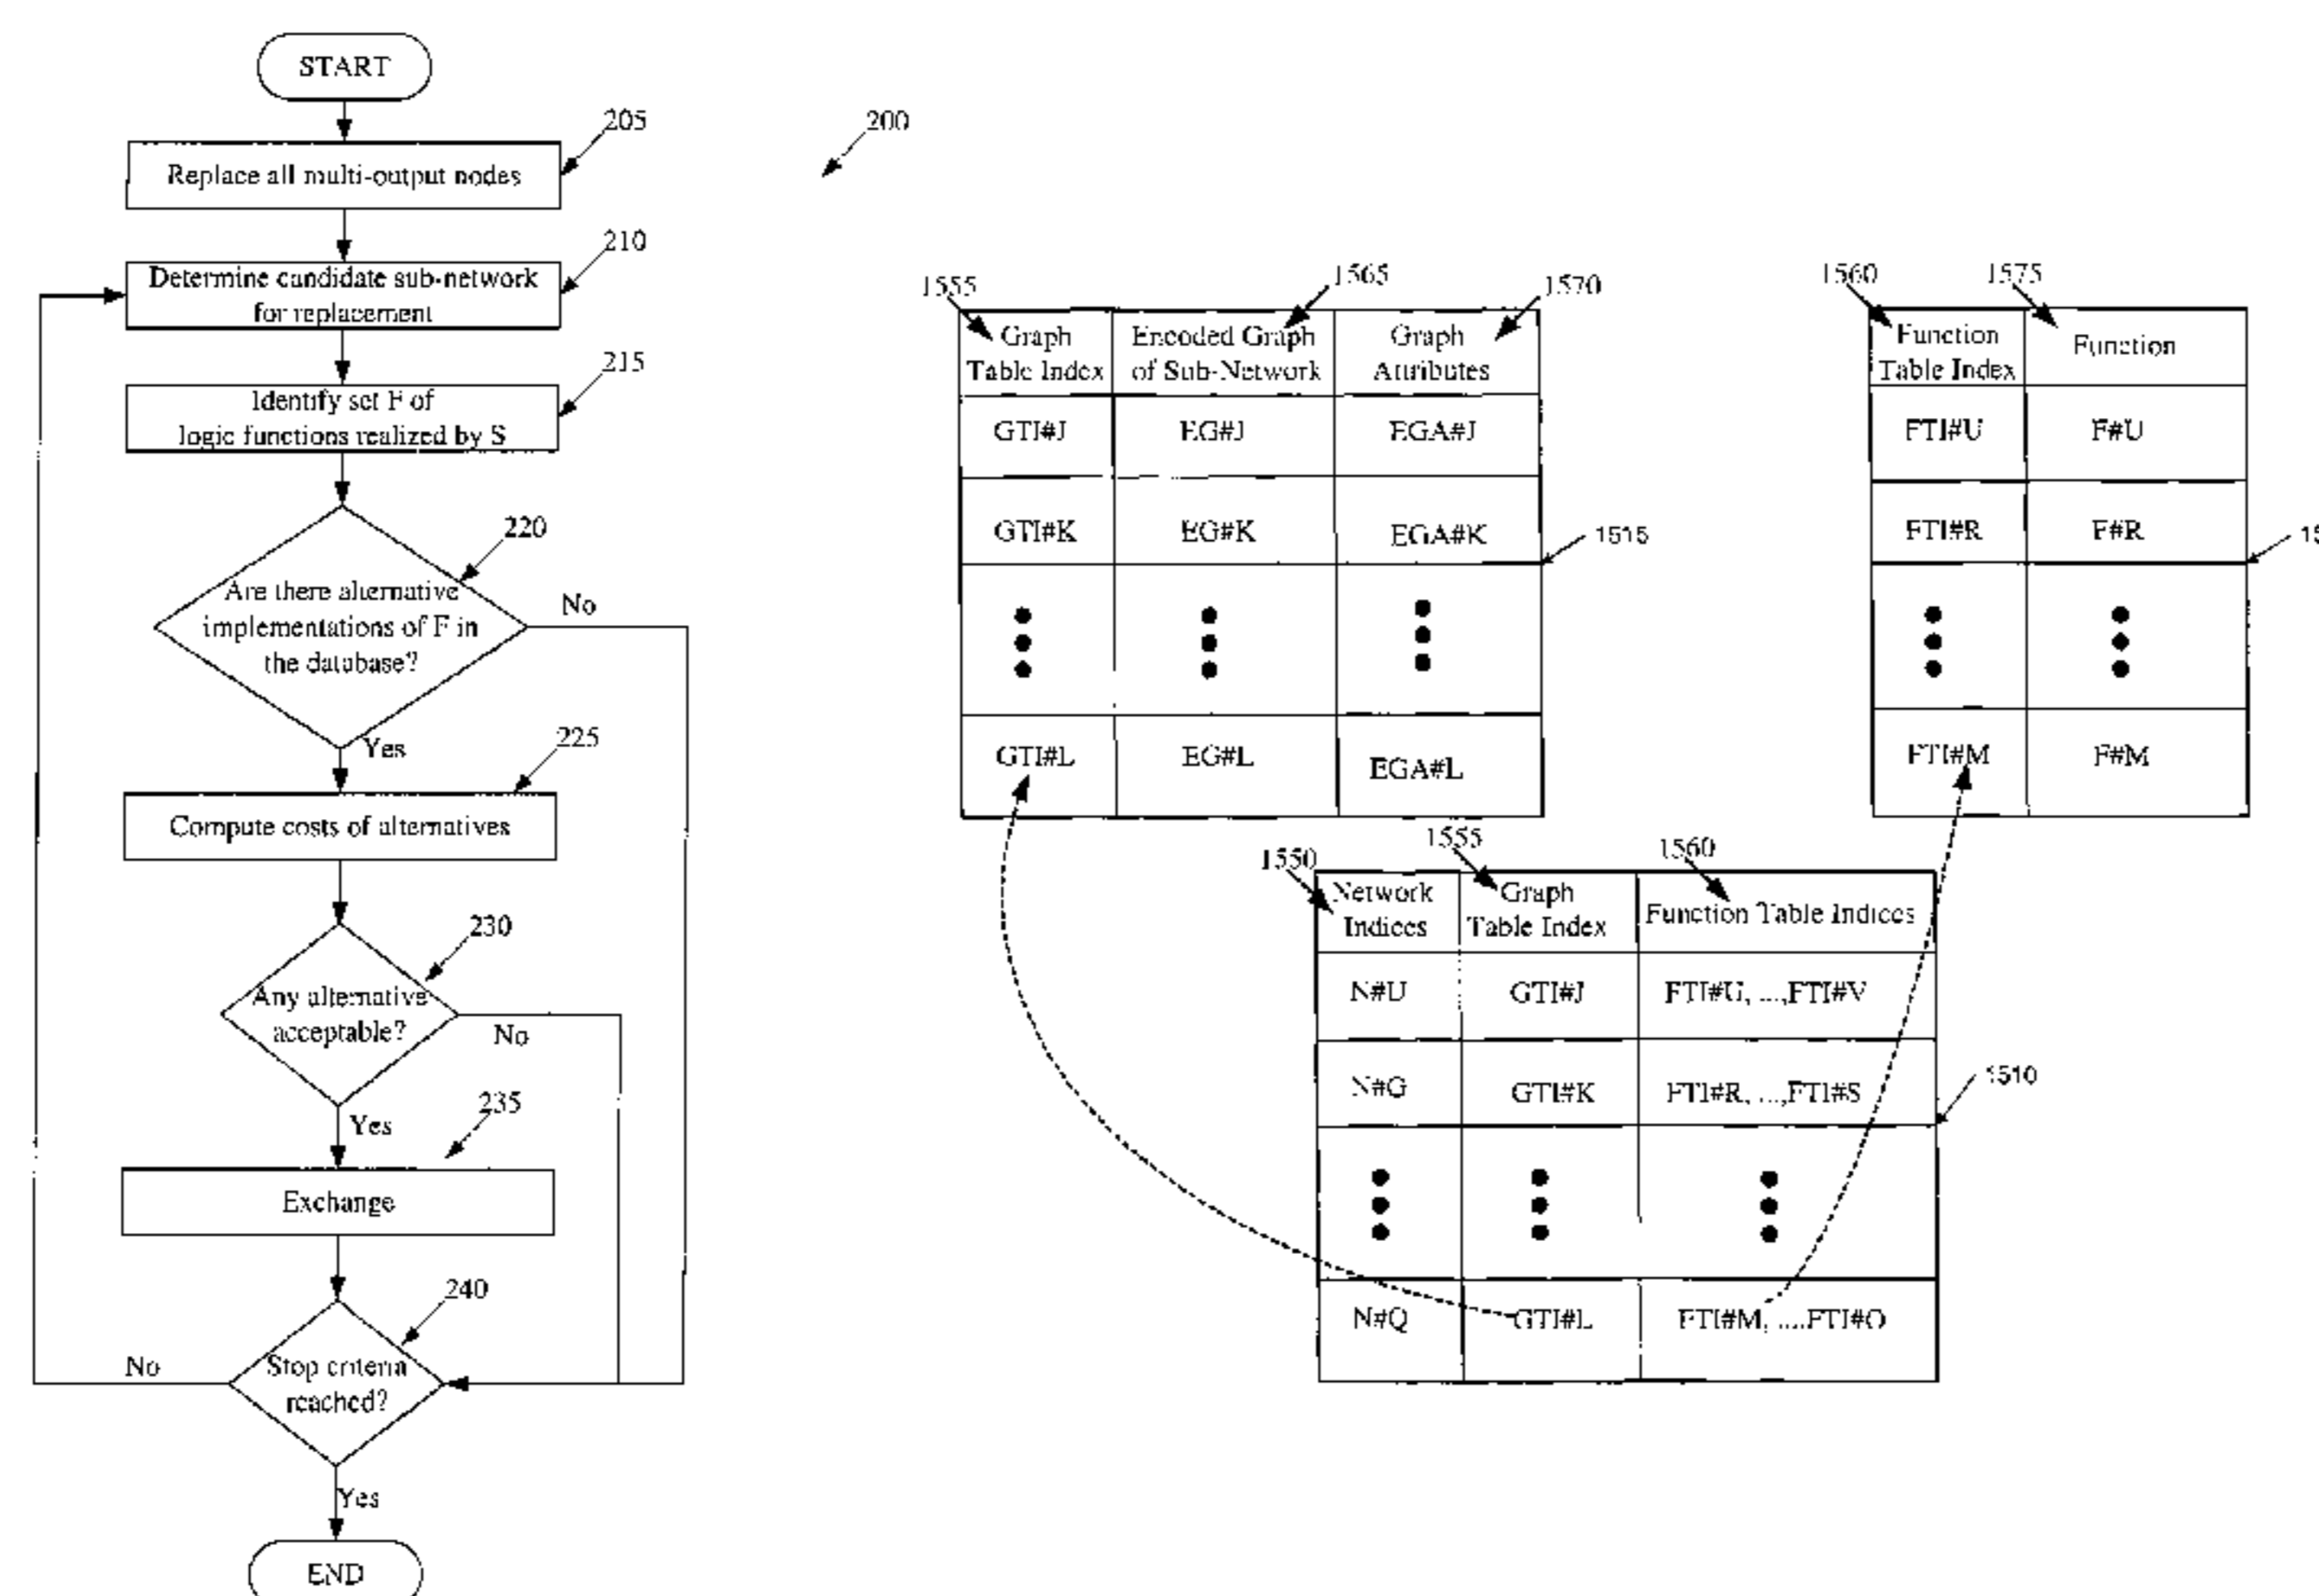 START
205
Replace all multi-output nodes
210
Determine candidate sub-network
for replacement
215
Identify set F of
logic functions realized by S
220
Are there alternative
implementations of F in
the database?
No
Yes
225
Compute costs of alternatives
230
Any alternative
acceptable?
No
Yes
235
Exchange
240
Stop criteria
reached?
No
Yes
END
200
1555
1565
1570
Graph
Table Index
Encoded Graph
of Sub-Network
Graph
Attributes
GTI#J
EG#J
EGA#J
GTI#K
EG#K
EGA#K
1515
GTI#L
EG#L
EGA#L
1560
1575
Function
Table Index
Function
FTI#U
F#U
FTI#R
F#R
FTI#M
F#M
1550
1555
1560
Network
Indices
Graph
Table Index
Function Table Indices
N#U
GTI#J
FTI#U, ...,FTI#V
N#G
GTI#K
FTI#R, ...,FTI#S
1510
N#Q
GTI#L
FTI#M, ....FTI#O